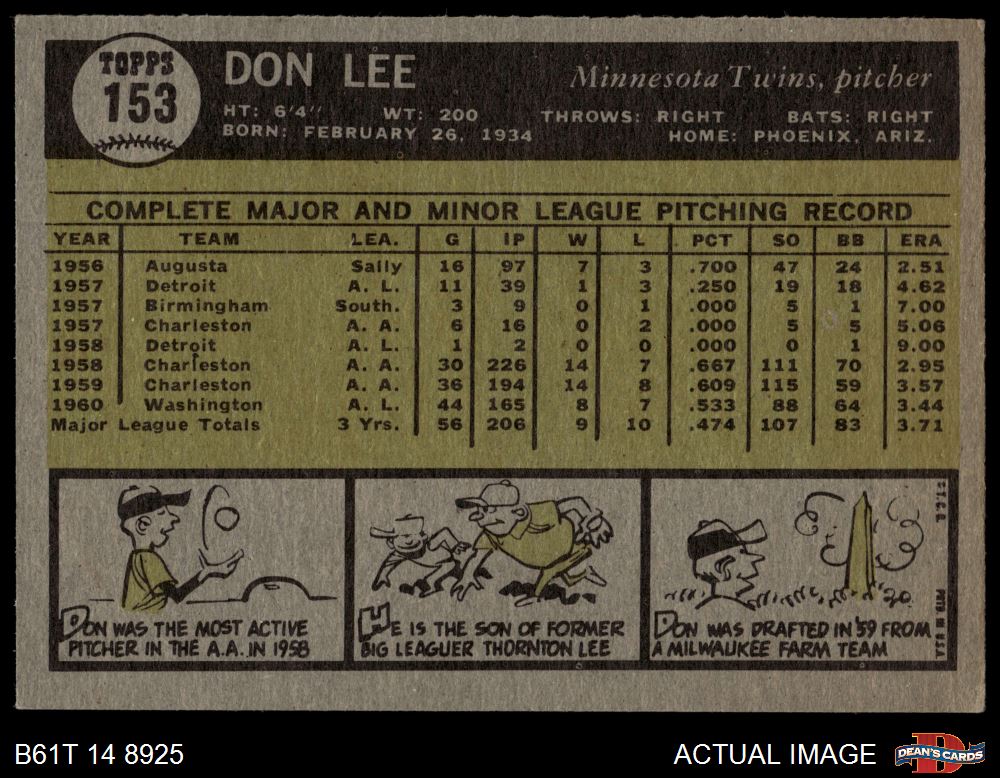 TOPPS
153
DON LEE
Minnesota Twins, pitcher
HT: 6'4" WT: 200 THROWS: RIGHT BATS: RIGHT
BORN: FEBRUARY 26, 1934 HOME: PHOENIX, ARIZ.
COMPLETE MAJOR AND MINOR LEAGUE PITCHING RECORD
YEAR TEAM LEA. G IP W L PCT SO BB ERA
1956 Augusta Sally 16 97 7 3 .700 47 24 2.51
1957 Detroit A. L. 11 39 1 3 .250 19 18 4.62
1957 Birmingham South. 3 9 0 1 .000 5 1 7.00
1957 Charleston A. A. 6 16 0 2 .000 5 5 5.06
1958 Detroit A. L. 1 2 0 0 .000 0 1 9.00
1958 Charleston A. A. 30 226 14 7 .667 111 70 2.95
1959 Charleston A. A. 36 194 14 8 .609 115 59 3.57
1960 Washington A. L. 44 165 8 7 .533 88 64 3.44
Major League Totals 3 Yrs. 56 206 9 10 .474 107 83 3.71
DON WAS THE MOST ACTIVE
PITCHER IN THE A.A. IN 1958
HE IS THE SON OF FORMER
BIG LEAGUER THORNTON LEE
DON WAS DRAFTED IN '59 FROM
A MILWAUKEE FARM TEAM
© T.C.G. PRTD. IN U.S.A.
B61T 14 8925
ACTUAL IMAGE
DEAN'S CARDS